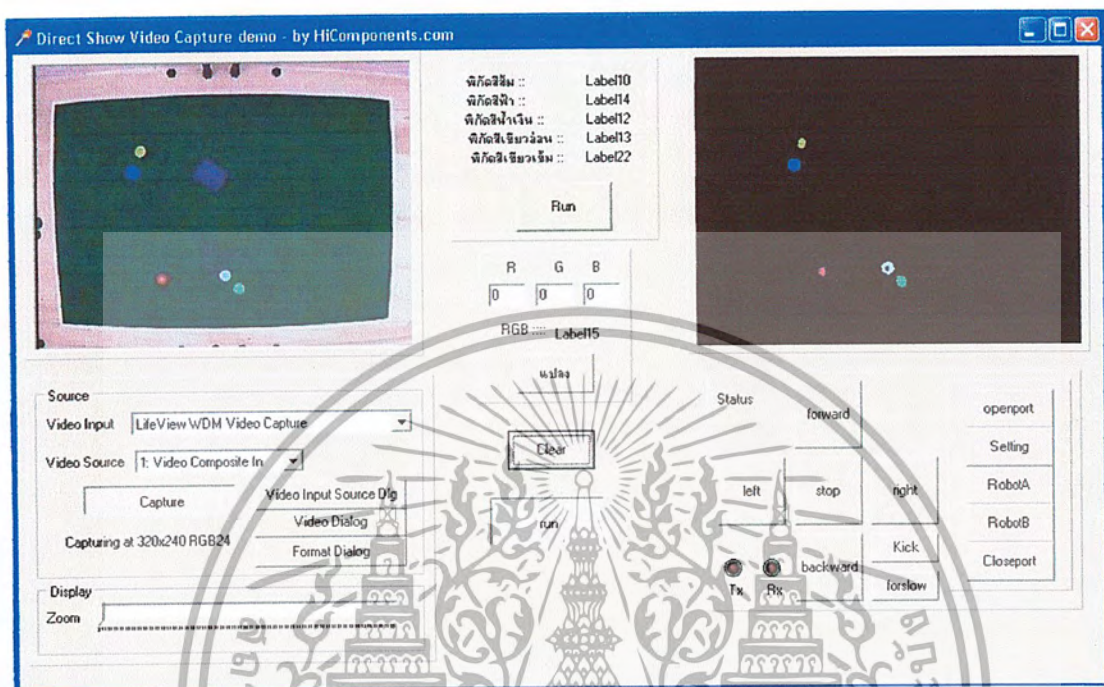 Direct Show Video Capture demo - by HiComponents.com
พิกัดสีส้ม :: Label10
พิกัดสีฟ้า :: Label14
พิกัดสีน้ำเงิน :: Label12
พิกัดสีเขียวอ่อน :: Label13
พิกัดสีเขียวเข้ม :: Label22
Run
R G B
0 0 0
RGB :::: Label15
แปลง
Clear
run
Source
Video Input LifeView WDM Video Capture
Video Source 1: Video Composite In
Capture
Video Input Source Dlg
Video Dialog
Capturing at 320x240 RGB24
Format Dialog
Display
Zoom
Status
forward
left
stop
right
backward
Kick
forslow
Tx Rx
openport
Setting
RobotA
RobotB
Closeport